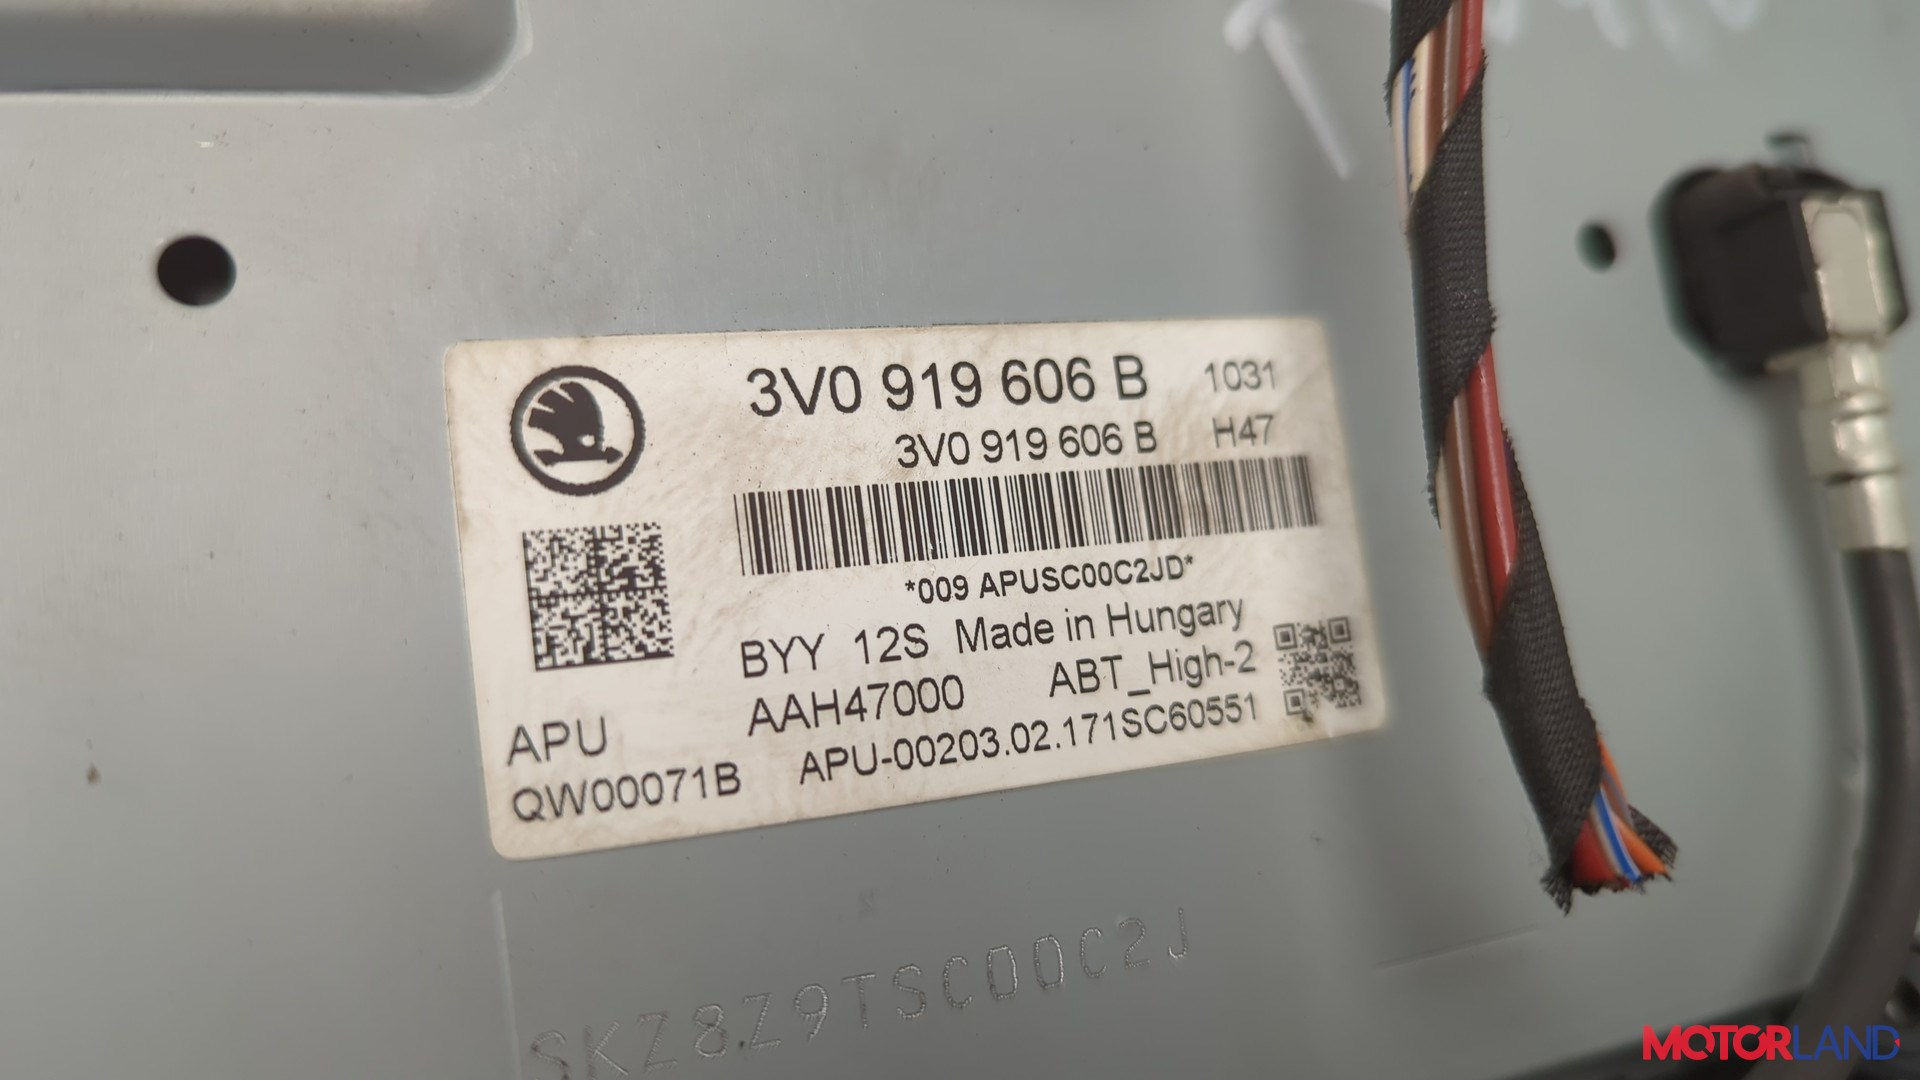 3V0 919 606 B 1031
3V0 919 606 B H47
*009 APUSC00C2JD*
BYY 12S Made in Hungary
AAH47000 ABT_High-2
APU
QW00071B APU-00203.02.171SC60551
SKZ8Z9TSC00C2J
MOTORLAND